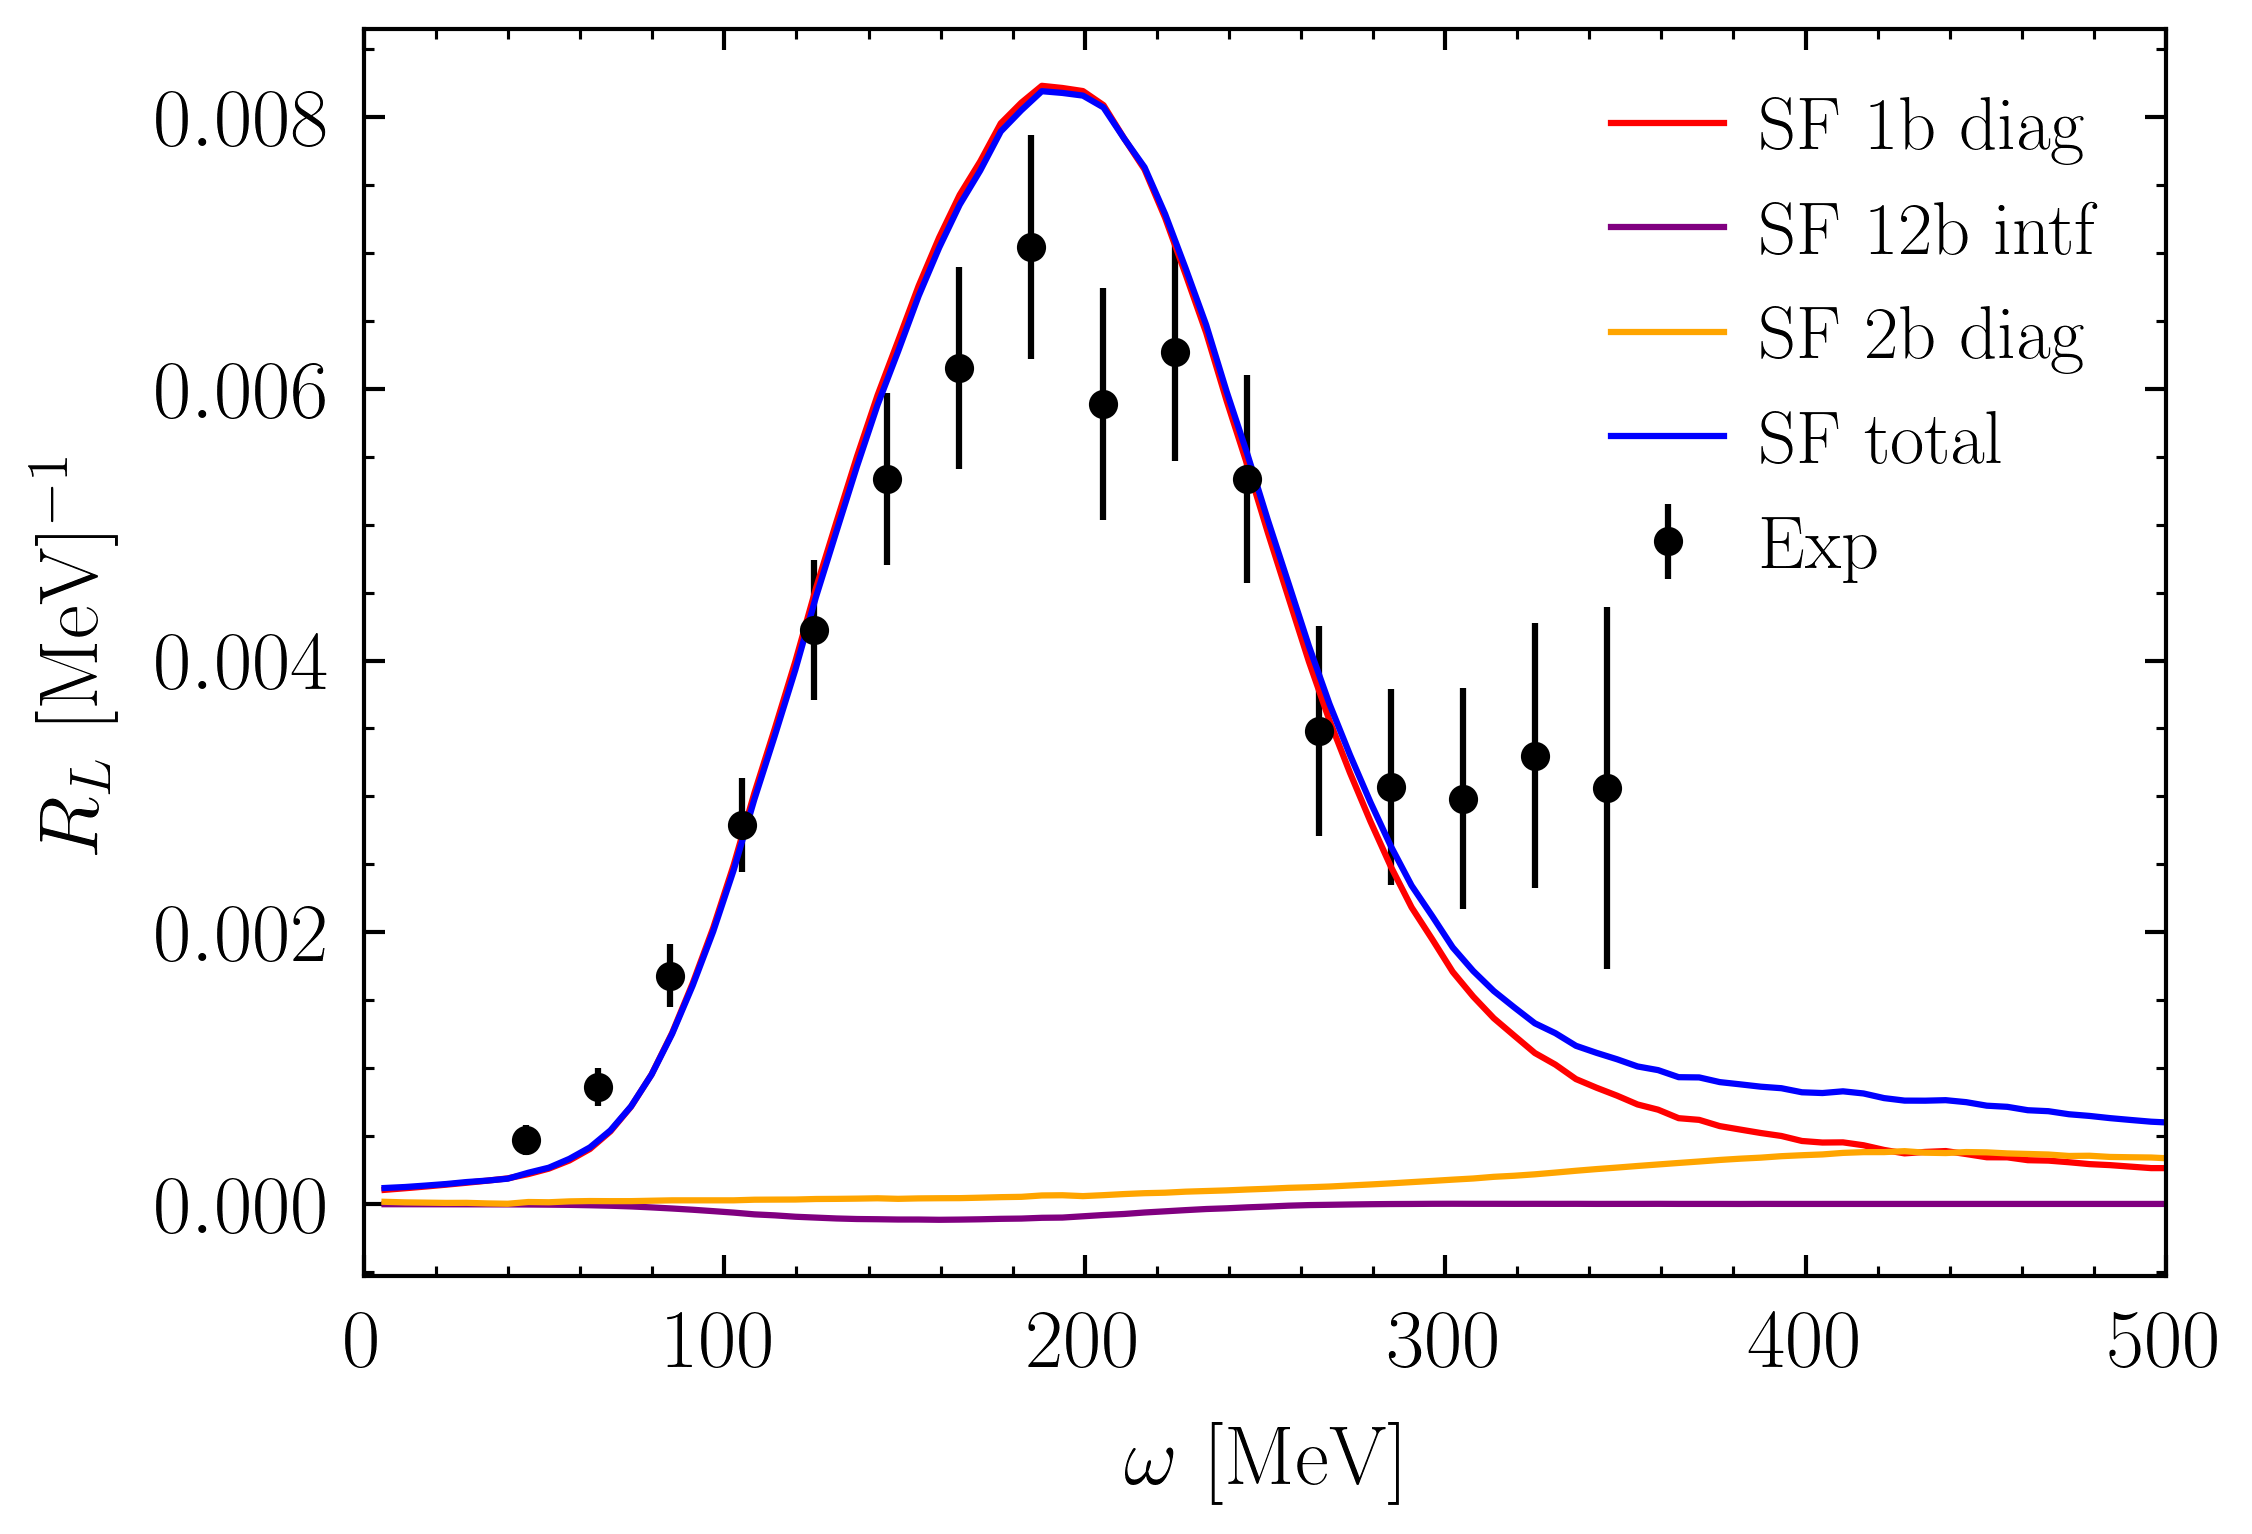 0.008
0.006
0.004
0.002
0.000
R_L [MeV]^{-1}
0 100 200 300 400 500
ω [MeV]
SF 1b diag
SF 12b intf
SF 2b diag
SF total
Exp